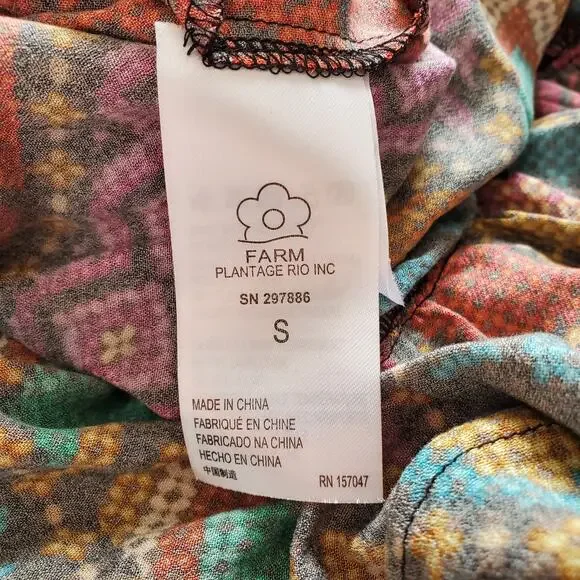 FARM
PLANTAGE RIO INC
SN 297886
S
MADE IN CHINA
FABRIQUÉ EN CHINE
FABRICADO NA CHINA
HECHO EN CHINA
中国制造
RN 157047